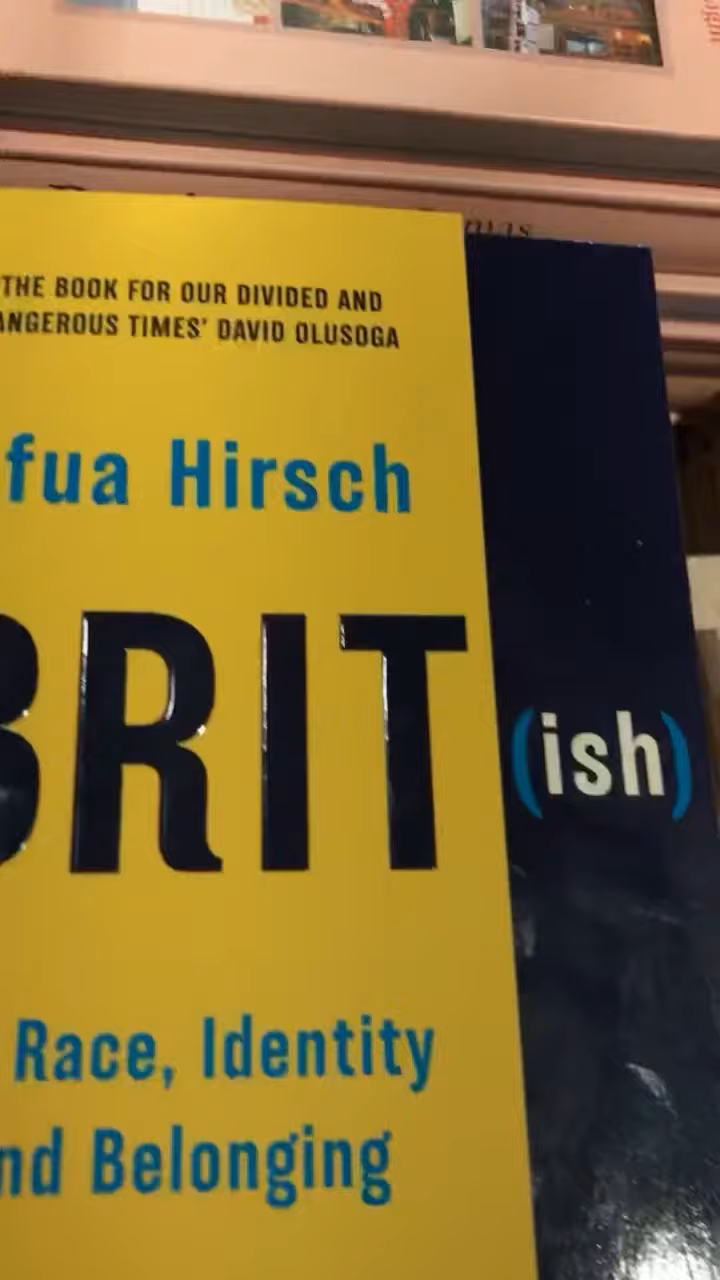 THE BOOK FOR OUR DIVIDED AND
ANGEROUS TIMES' DAVID OLUSOGA
fua Hirsch
BRIT
(ish)
Race, Identity
nd Belonging